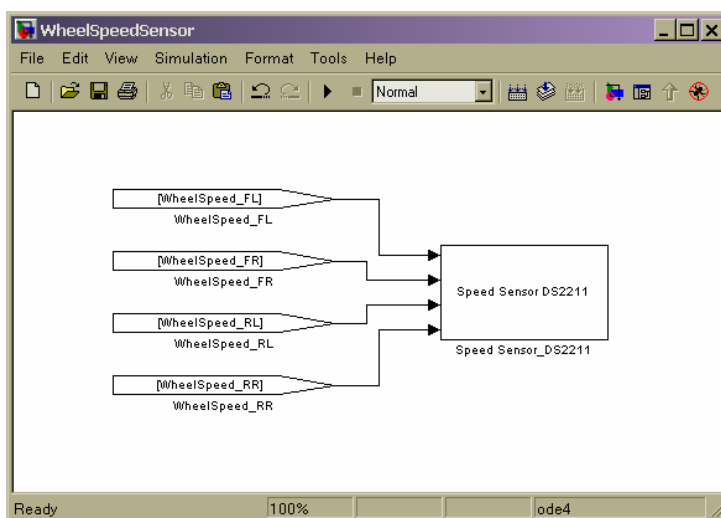 WheelSpeedSensor
File Edit View Simulation Format Tools Help
Normal
[WheelSpeed_FL]
WheelSpeed_FL
[WheelSpeed_FR]
WheelSpeed_FR
[WheelSpeed_RL]
WheelSpeed_RL
[WheelSpeed_RR]
WheelSpeed_RR
Speed Sensor DS2211
Speed Sensor_DS2211
Ready 100% ode4